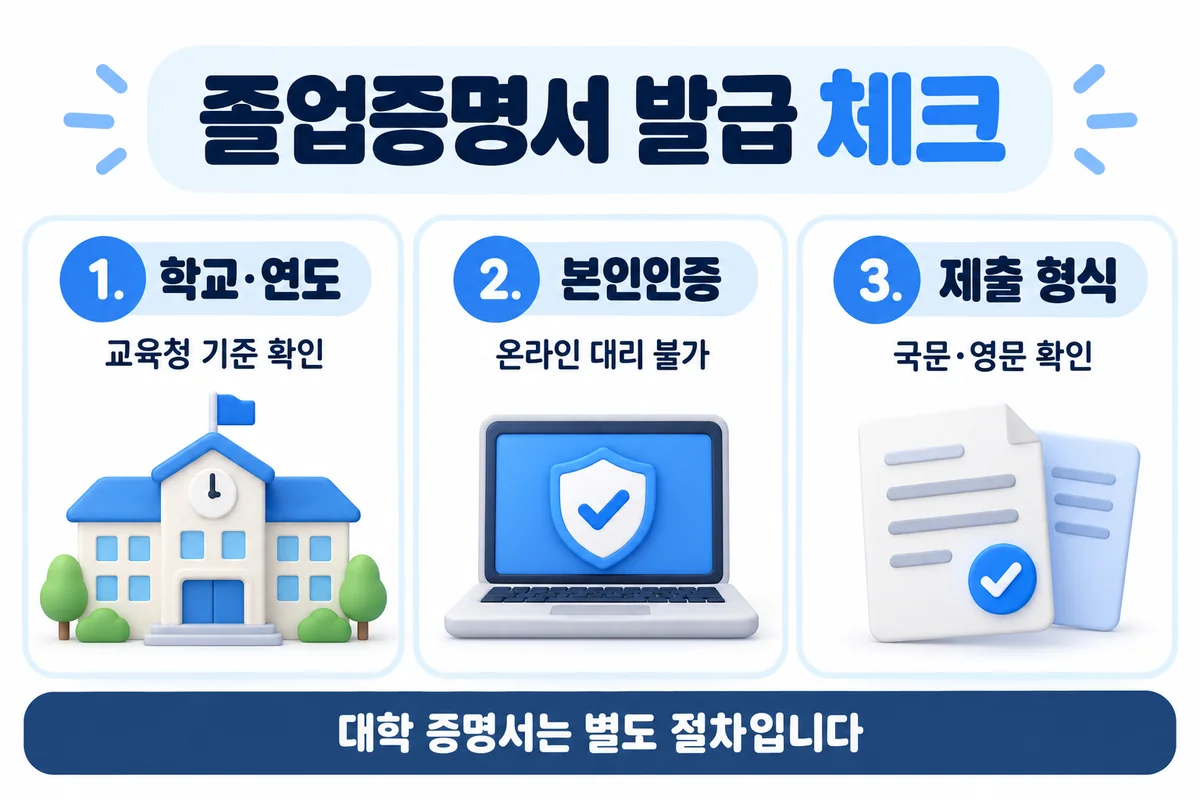 졸업증명서 발급 체크
1. 학교·연도
교육청 기준 확인
2. 본인인증
온라인 대리 불가
3. 제출 형식
국문·영문 확인
대학 증명서는 별도 절차입니다